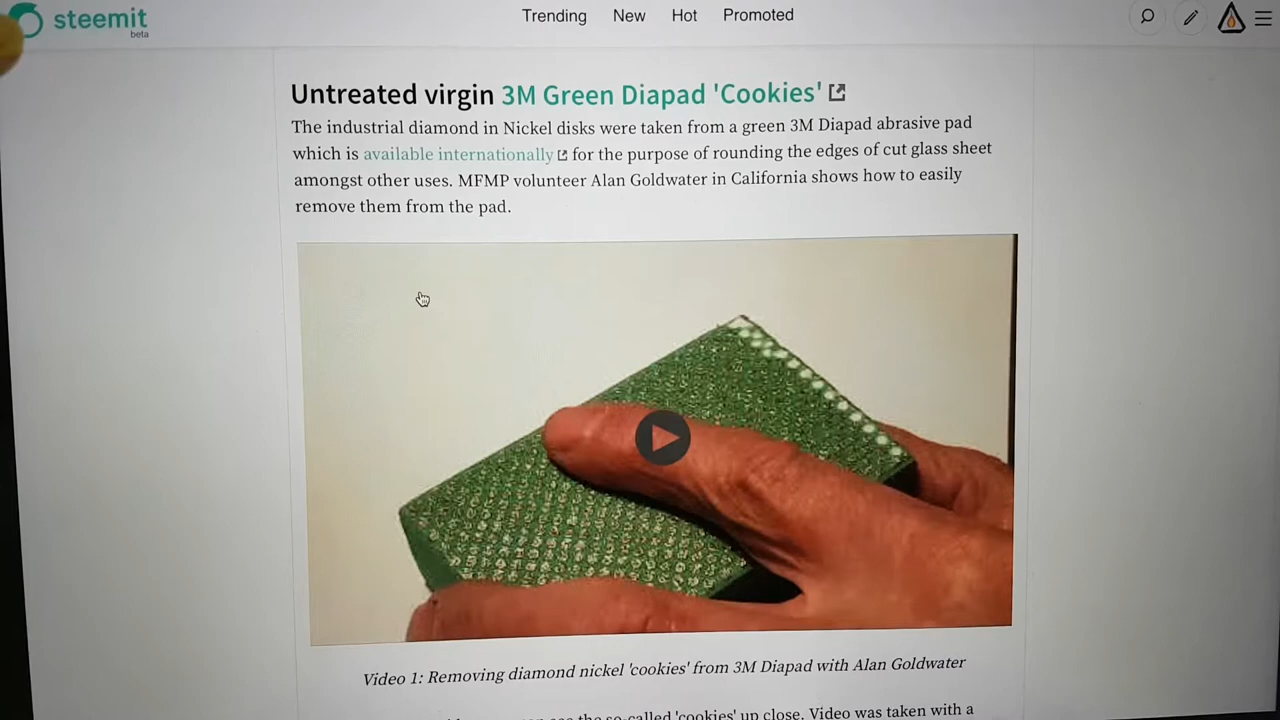 steemit
beta
Trending New Hot Promoted
Untreated virgin 3M Green Diapad 'Cookies'
The industrial diamond in Nickel disks were taken from a green 3M Diapad abrasive pad
which is available internationally for the purpose of rounding the edges of cut glass sheet
amongst other uses. MFMP volunteer Alan Goldwater in California shows how to easily
remove them from the pad.
Video 1: Removing diamond nickel 'cookies' from 3M Diapad with Alan Goldwater
see the so-called 'cookies' up close. Video was taken with a